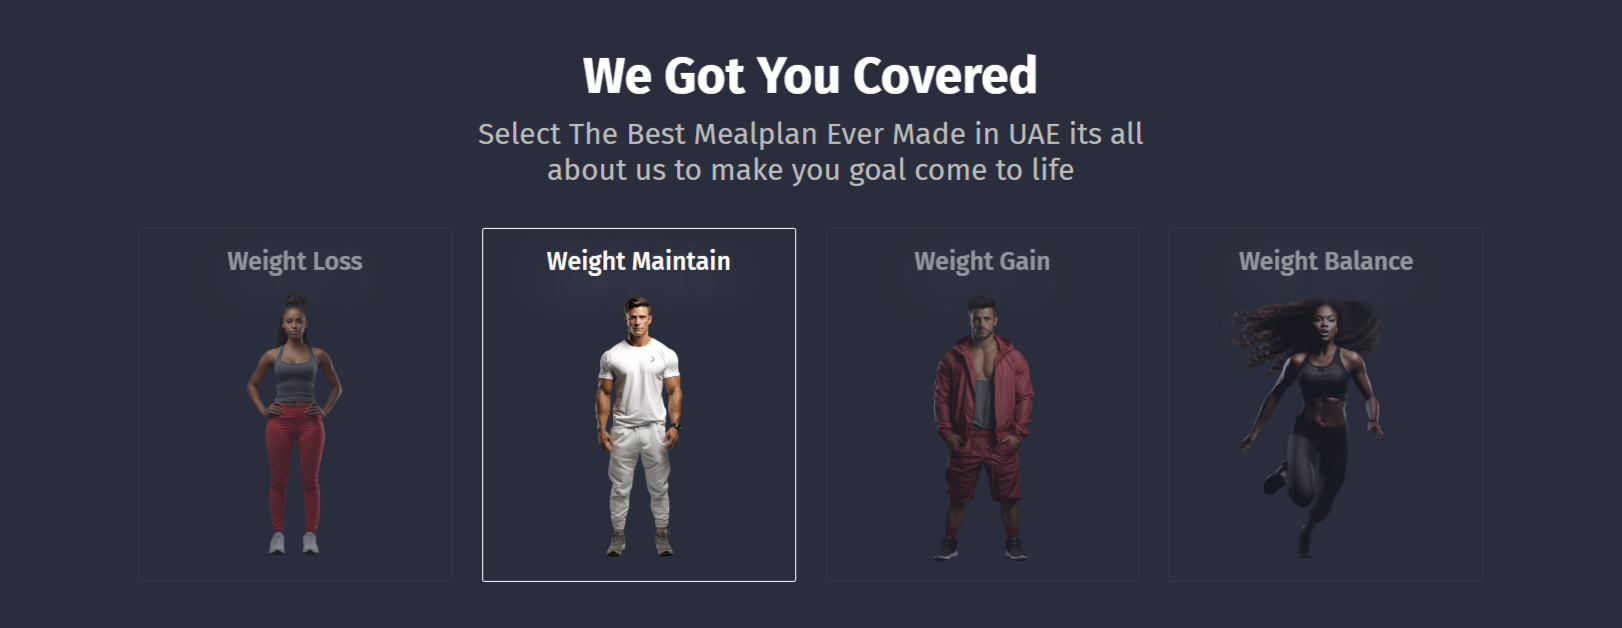 We Got You Covered
Select The Best Mealplan Ever Made in UAE its all
about us to make you goal come to life
Weight Loss
Weight Maintain
Weight Gain
Weight Balance